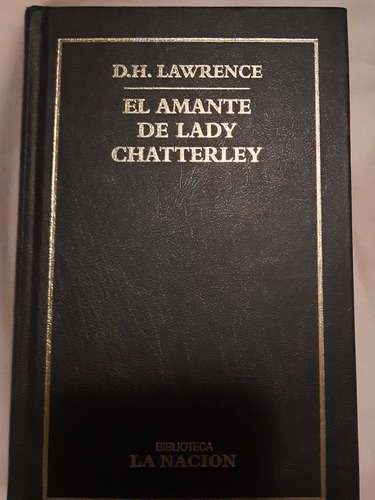 D.H. LAWRENCE
EL AMANTE
DE LADY
CHATTERLEY
BIBLIOTECA
LA NACION